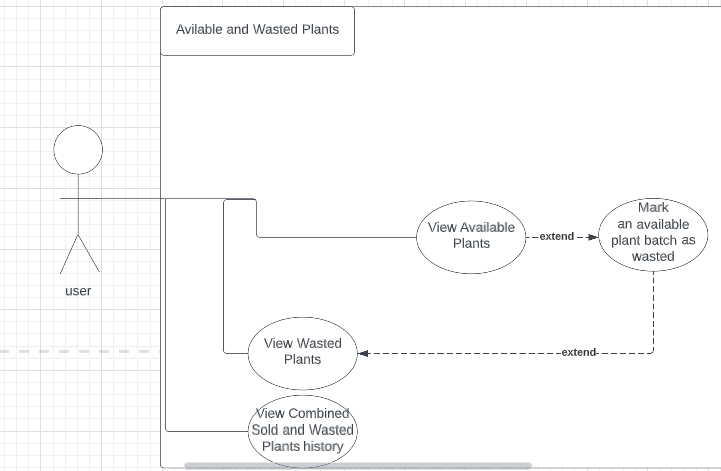 Avilable and Wasted Plants
View Available
Plants
extend
Mark
an available
plant batch as
wasted
user
View Wasted
Plants
extend
View Combined
Sold and Wasted
Plants history